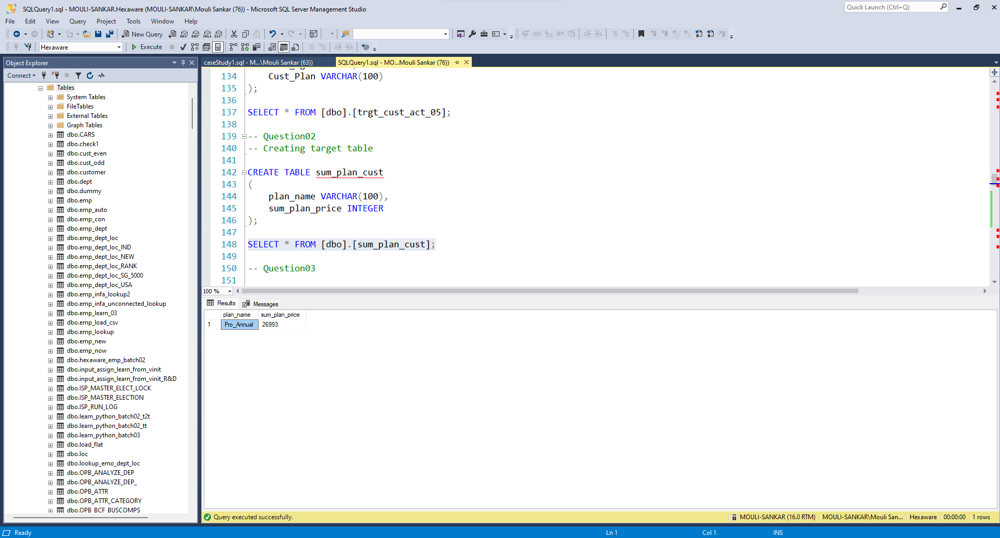 SQLQuery1.sql - MOULI-SANKAR.Hexaware (MOULI-SANKAR\Mouli Sankar (76)) - Microsoft SQL Server Management Studio
Quick Launch (Ctrl+Q)
File Edit View Query Project Tools Window Help
New Query MDX DMX XMLA DAX
Hexaware Execute
Object Explorer
Connect
Tables
System Tables
FileTables
External Tables
Graph Tables
dbo.CARS
dbo.check1
dbo.cust_even
dbo.cust_odd
dbo.customer
dbo.dept
dbo.dummy
dbo.emp
dbo.emp_auto
dbo.emp_con
dbo.emp_dept
dbo.emp_dept_loc
dbo.emp_dept_loc_IND
dbo.emp_dept_loc_NEW
dbo.emp_dept_loc_RANK
dbo.emp_dept_loc_SG_5000
dbo.emp_dept_loc_USA
dbo.emp_infa_lookup2
dbo.emp_infa_unconnected_lookup
dbo.emp_learn_03
dbo.emp_load_csv
dbo.emp_lookup
dbo.emp_new
dbo.emp_now
dbo.hexaware_emp_batch02
dbo.input_assign_learn_from_vinit
dbo.input_assign_learn_from_vinit_R&D
dbo.ISP_MASTER_ELECT_LOCK
dbo.ISP_MASTER_ELECTION
dbo.ISP_RUN_LOG
dbo.learn_python_batch02_t2t
dbo.learn_python_batch02_tt
dbo.learn_python_batch03
dbo.load_flat
dbo.loc
dbo.lookup_emo_dept_loc
dbo.OPB_ANALYZE_DEP
dbo.OPB_ANALYZE_DEP_
dbo.OPB_ATTR
dbo.OPB_ATTR_CATEGORY
dbo.OPB_BCF_BUSCOMPS
caseStudy1.sql - M...\Mouli Sankar (63)) SQLQuery1.sql - MO...Mouli Sankar (76))
134 Cust_Plan VARCHAR(100)
135 );
136
137 SELECT * FROM [dbo].[trgt_cust_act_05];
138
139 -- Question02
140 -- Creating target table
141
142 CREATE TABLE sum_plan_cust
143 (
144 plan_name VARCHAR(100),
145 sum_plan_price INTEGER
146 );
147
148 SELECT * FROM [dbo].[sum_plan_cust];
149
150 -- Question03
151
100 %
Results Messages
plan_name sum_plan_price
1 Pro_Annual 26993
Query executed successfully. MOULI-SANKAR (16.0 RTM) MOULI-SANKAR\Mouli San... Hexaware 00:00:00 1 rows
Ready Ln 1 Col 1 INS